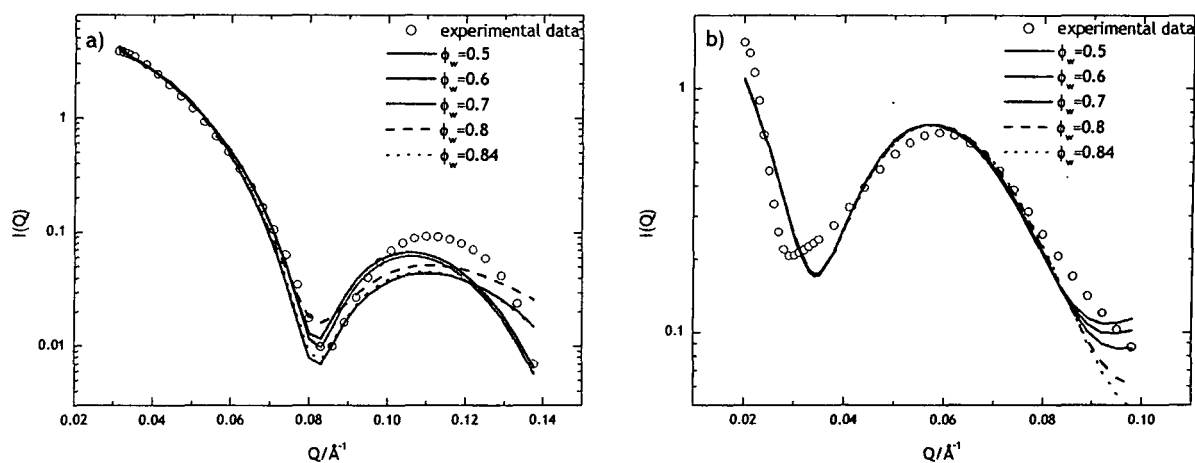 a)
experimental data
ϕw=0.5
ϕw=0.6
ϕw=0.7
ϕw=0.8
ϕw=0.84
I(Q)
1
0.1
0.01
0.02 0.04 0.06 0.08 0.10 0.12 0.14
Q/Å-1
b)
experimental data
ϕw=0.5
ϕw=0.6
ϕw=0.7
ϕw=0.8
ϕw=0.84
I(Q)
1
0.1
0.02 0.04 0.06 0.08 0.10
Q/Å-1